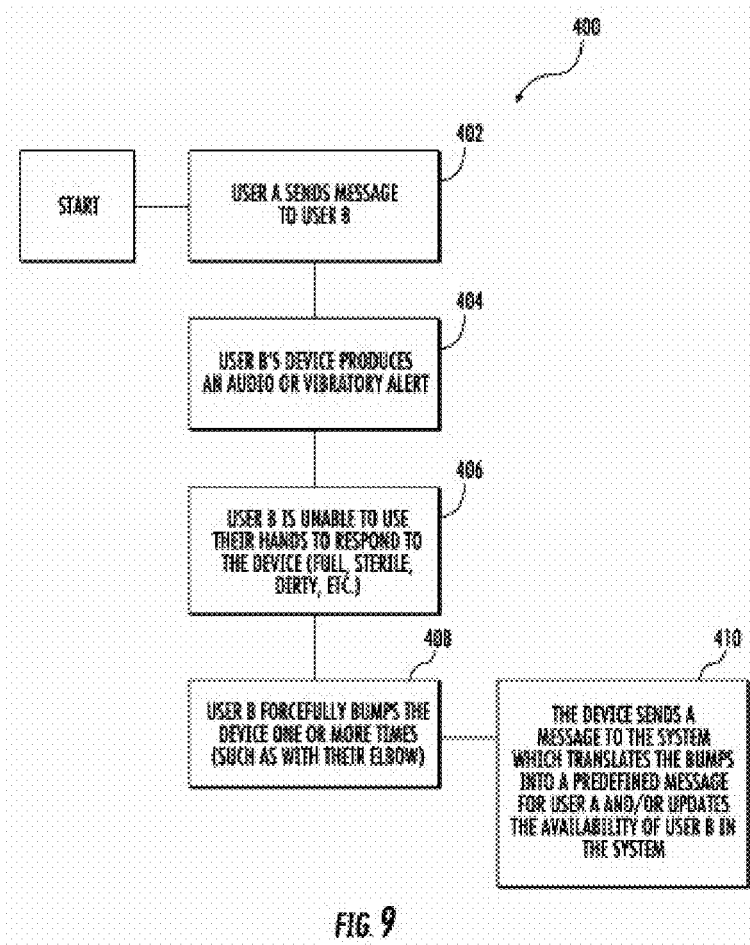 400
402
START
USER A SENDS MESSAGE
TO USER B
404
USER B'S DEVICE PRODUCES
AN AUDIO OR VIBRATORY ALERT
406
USER B IS UNABLE TO USE
THEIR HANDS TO RESPOND TO
THE DEVICE (FULL, STERILE,
DIRTY, ETC.)
408
410
USER B FORCEFULLY BUMPS THE
DEVICE ONE OR MORE TIMES
(SUCH AS WITH THEIR ELBOW)
THE DEVICE SENDS A
MESSAGE TO THE SYSTEM
WHICH TRANSLATES THE BUMPS
INTO A PREDEFINED MESSAGE
FOR USER A AND/OR UPDATES
THE AVAILABILITY OF USER B IN
THE SYSTEM
FIG. 9